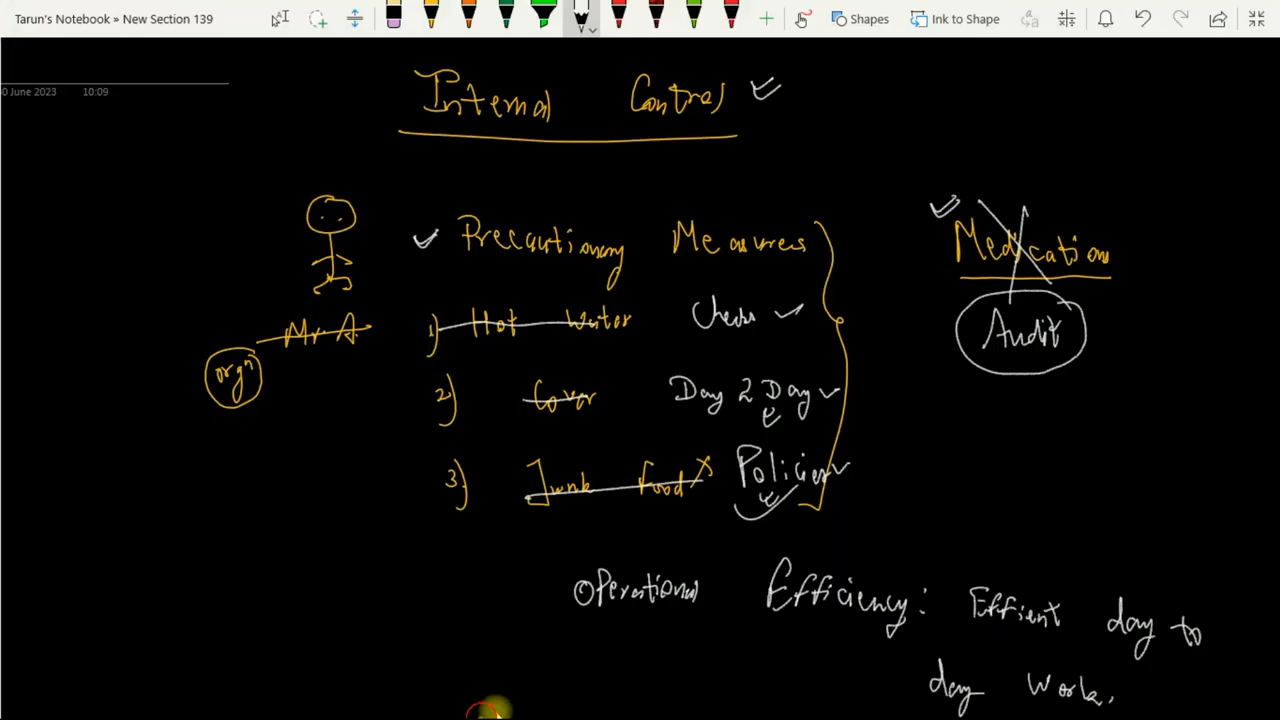 Tarun's Notebook » New Section 139
Shapes
Ink to Shape
0 June 2023 10:09
Internal Control
Precautionary Measures
Medication
Mr. A
1) Hot Water Checks
Audit
orgn
2) Cover Day 2 Day
3) Junk Food Policies
Operational Efficiency: Effient day to
day work.